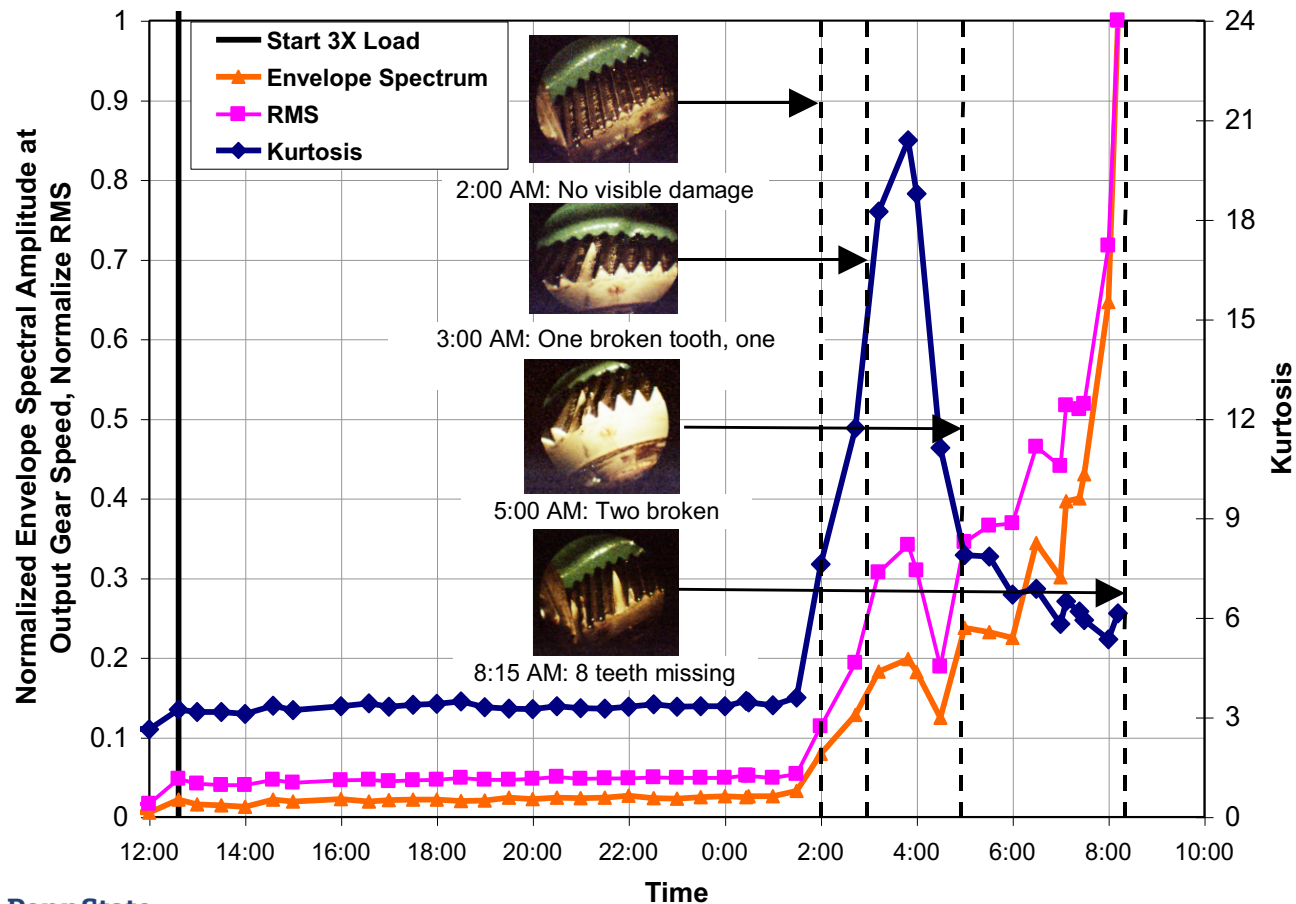 Normalized Envelope Spectral Amplitude at
Output Gear Speed, Normalize RMS
1
0.9
0.8
0.7
0.6
0.5
0.4
0.3
0.2
0.1
0
Start 3X Load
Envelope Spectrum
RMS
Kurtosis
2:00 AM: No visible damage
3:00 AM: One broken tooth, one
5:00 AM: Two broken
8:15 AM: 8 teeth missing
24
21
18
15
12
9
6
3
0
Kurtosis
12:00 14:00 16:00 18:00 20:00 22:00 0:00 2:00 4:00 6:00 8:00 10:00
Time
PennState